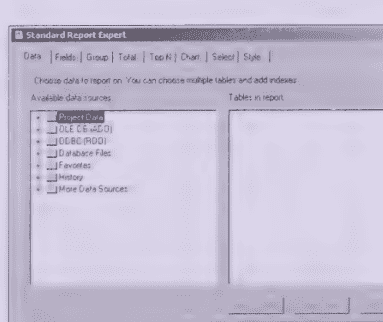 Standard Report Expert
Data Fields Group Total Top N Chart Select Style
Choose data to report on. You can choose multiple tables and add indexes
Available data sources Tables in report
Project Data
OLE DB (ADO)
ODBC (RDO)
Database Files
Favorites
History
More Data Sources